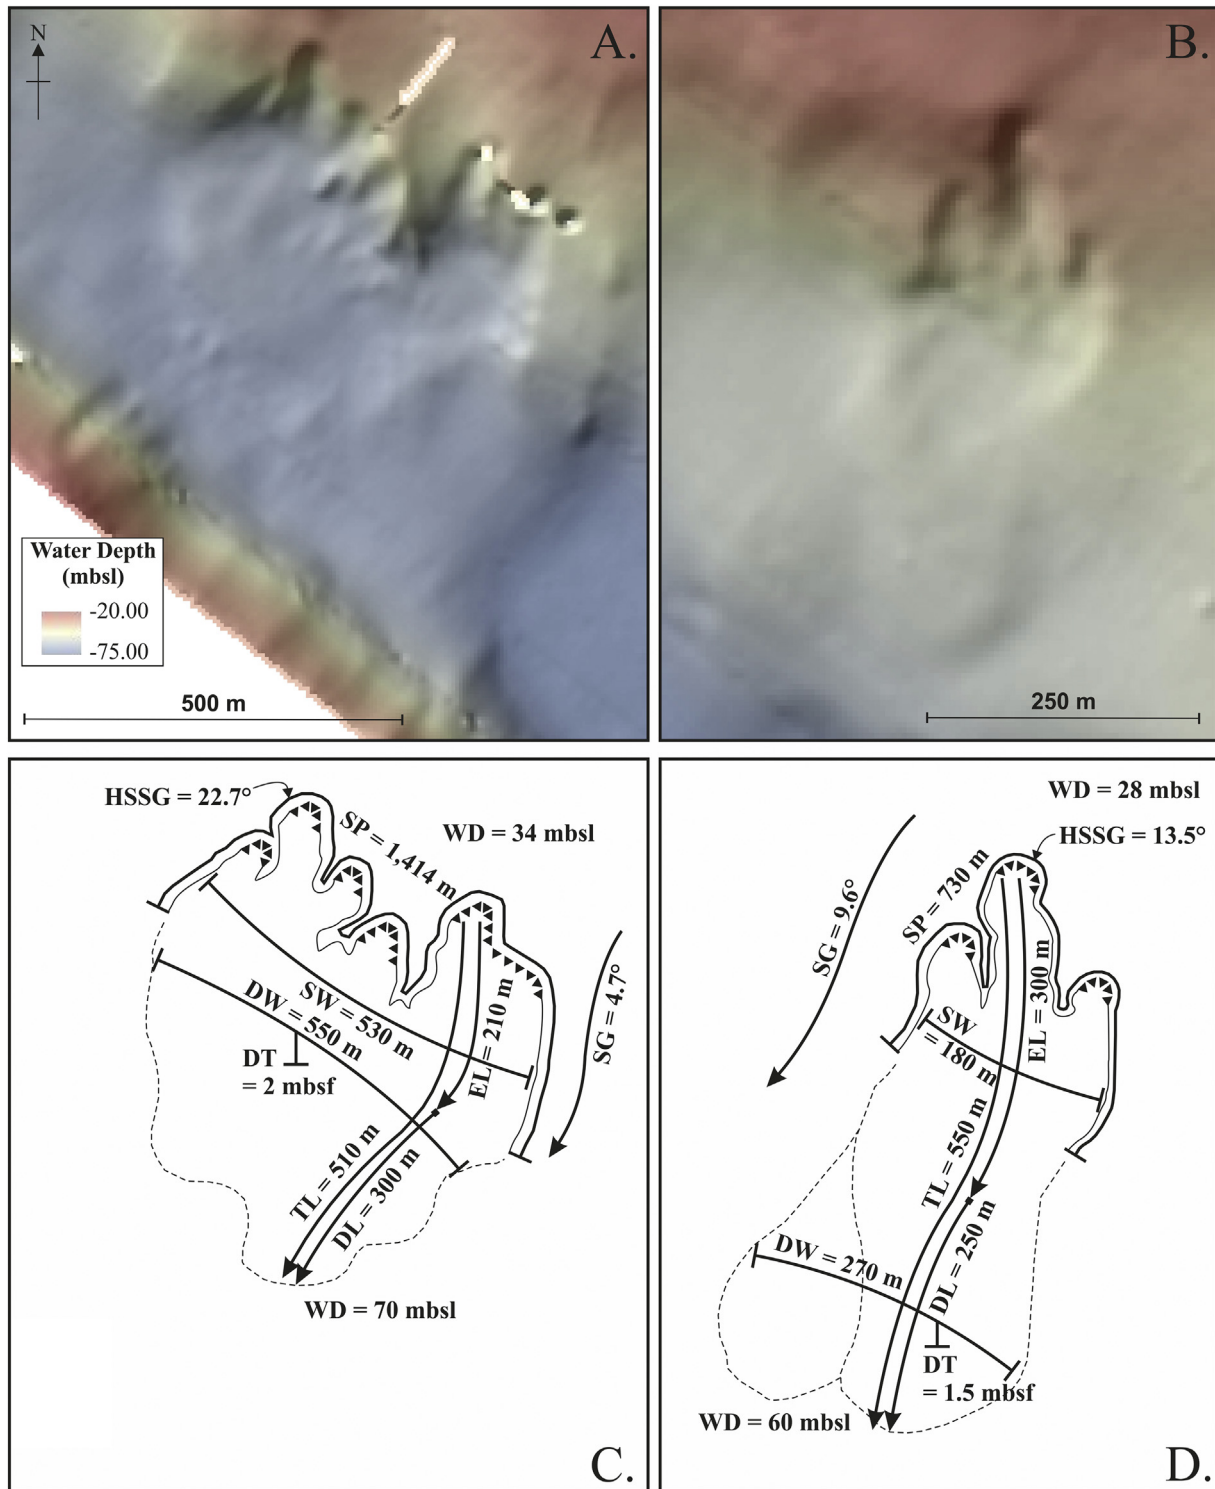 N
A.
Water Depth
(mbsl)
-20.00
-75.00
500 m
B.
250 m
HSSG = 22.7°
SP = 1,414 m
WD = 34 mbsl
SW = 530 m
DW = 550 m
DT
= 2 mbsf
EL = 210 m
SG = 4.7°
TL = 510 m
DL = 300 m
WD = 70 mbsl
C.
WD = 28 mbsl
HSSG = 13.5°
SP = 730 m
SG = 9.6°
EL = 300 m
SW
= 180 m
TL = 550 m
DL = 250 m
DW = 270 m
DT
= 1.5 mbsf
WD = 60 mbsl
D.